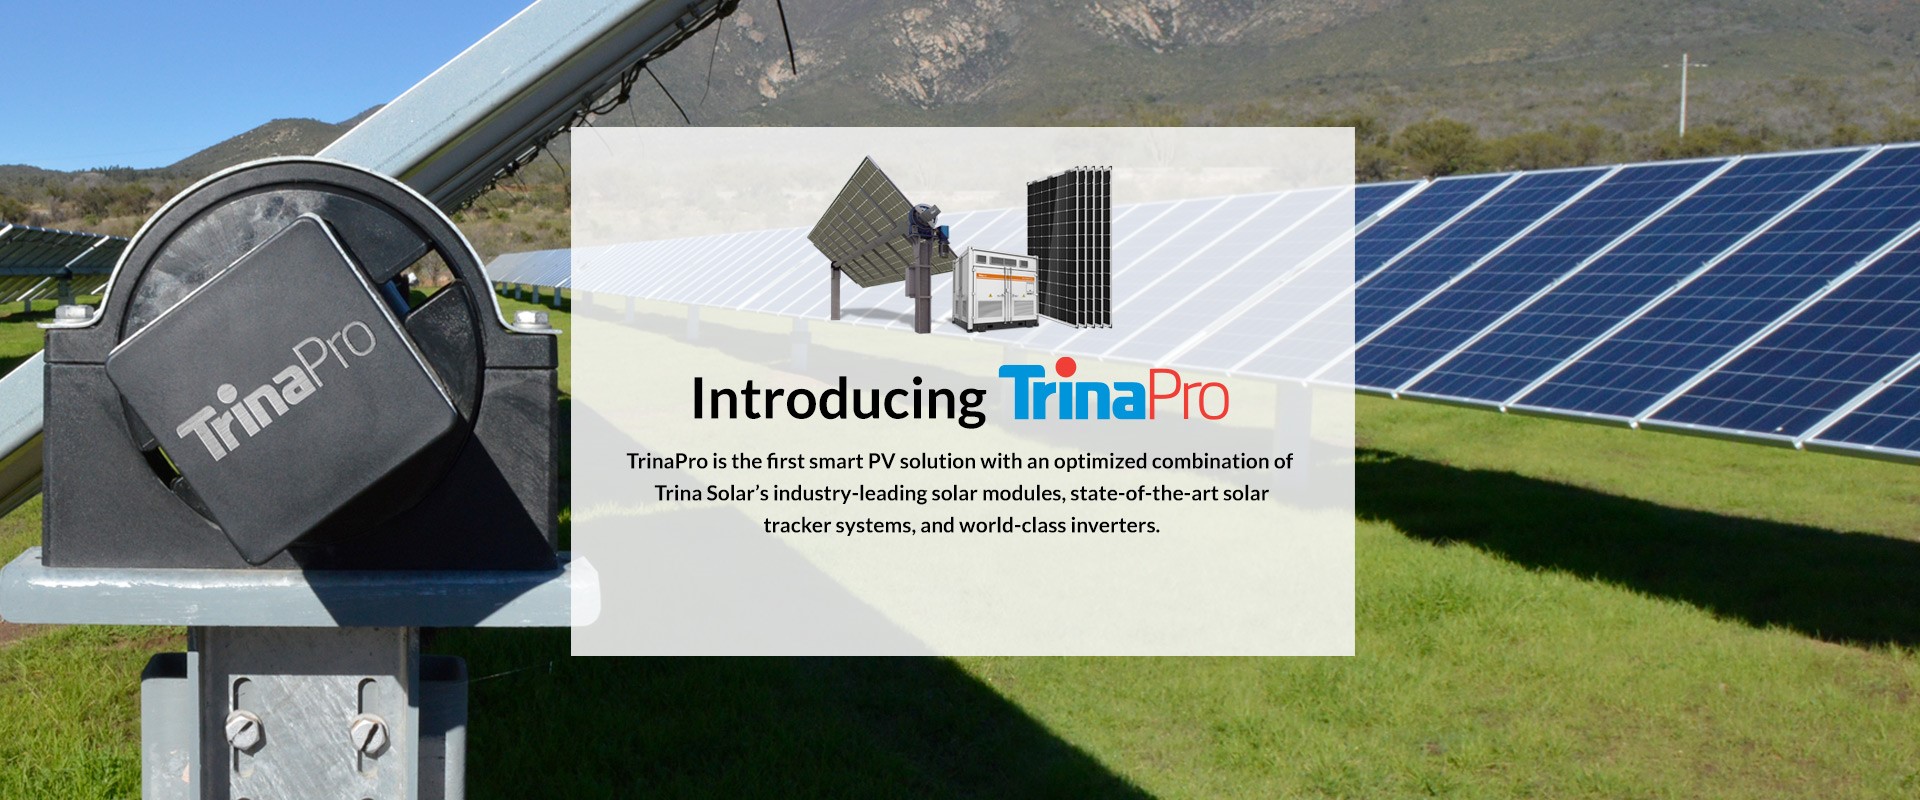 TrinaPro
Introducing TrinaPro
TrinaPro is the first smart PV solution with an optimized combination of
Trina Solar's industry-leading solar modules, state-of-the-art solar
tracker systems, and world-class inverters.